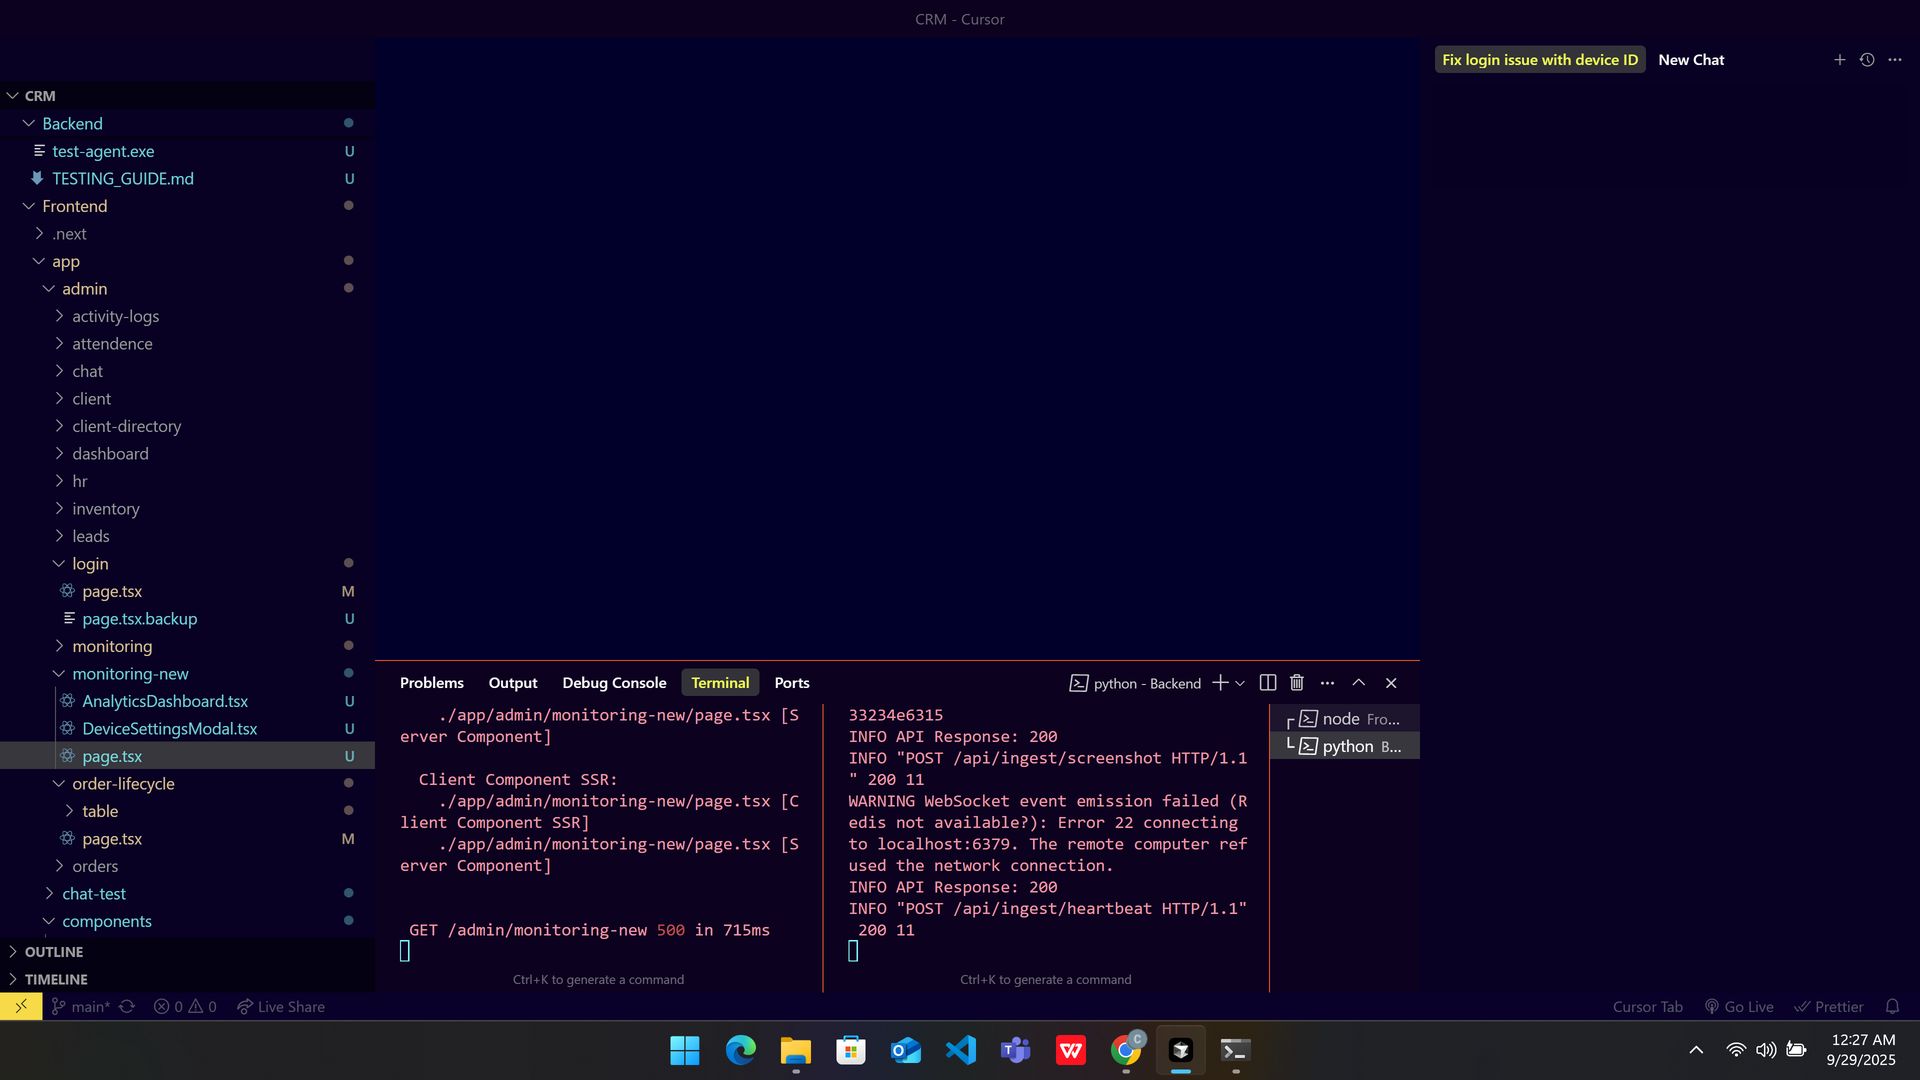 CRM - Cursor
CRM
Backend
test-agent.exe U
TESTING_GUIDE.md U
Frontend
.next
app
admin
activity-logs
attendence
chat
client
client-directory
dashboard
hr
inventory
leads
login
page.tsx M
page.tsx.backup U
monitoring
monitoring-new
AnalyticsDashboard.tsx U
DeviceSettingsModal.tsx U
page.tsx U
order-lifecycle
table
page.tsx M
orders
chat-test
components
OUTLINE
TIMELINE
Fix login issue with device ID New Chat
Problems Output Debug Console Terminal Ports python - Backend
./app/admin/monitoring-new/page.tsx [S
erver Component]
Client Component SSR:
./app/admin/monitoring-new/page.tsx [C
lient Component SSR]
./app/admin/monitoring-new/page.tsx [S
erver Component]
GET /admin/monitoring-new 500 in 715ms
Ctrl+K to generate a command
33234e6315
INFO API Response: 200
INFO "POST /api/ingest/screenshot HTTP/1.1
" 200 11
WARNING WebSocket event emission failed (R
edis not available?): Error 22 connecting
to localhost:6379. The remote computer ref
used the network connection.
INFO API Response: 200
INFO "POST /api/ingest/heartbeat HTTP/1.1"
200 11
Ctrl+K to generate a command
node Fro...
python B...
main* 0 0 Live Share Cursor Tab Go Live Prettier
12:27 AM
9/29/2025